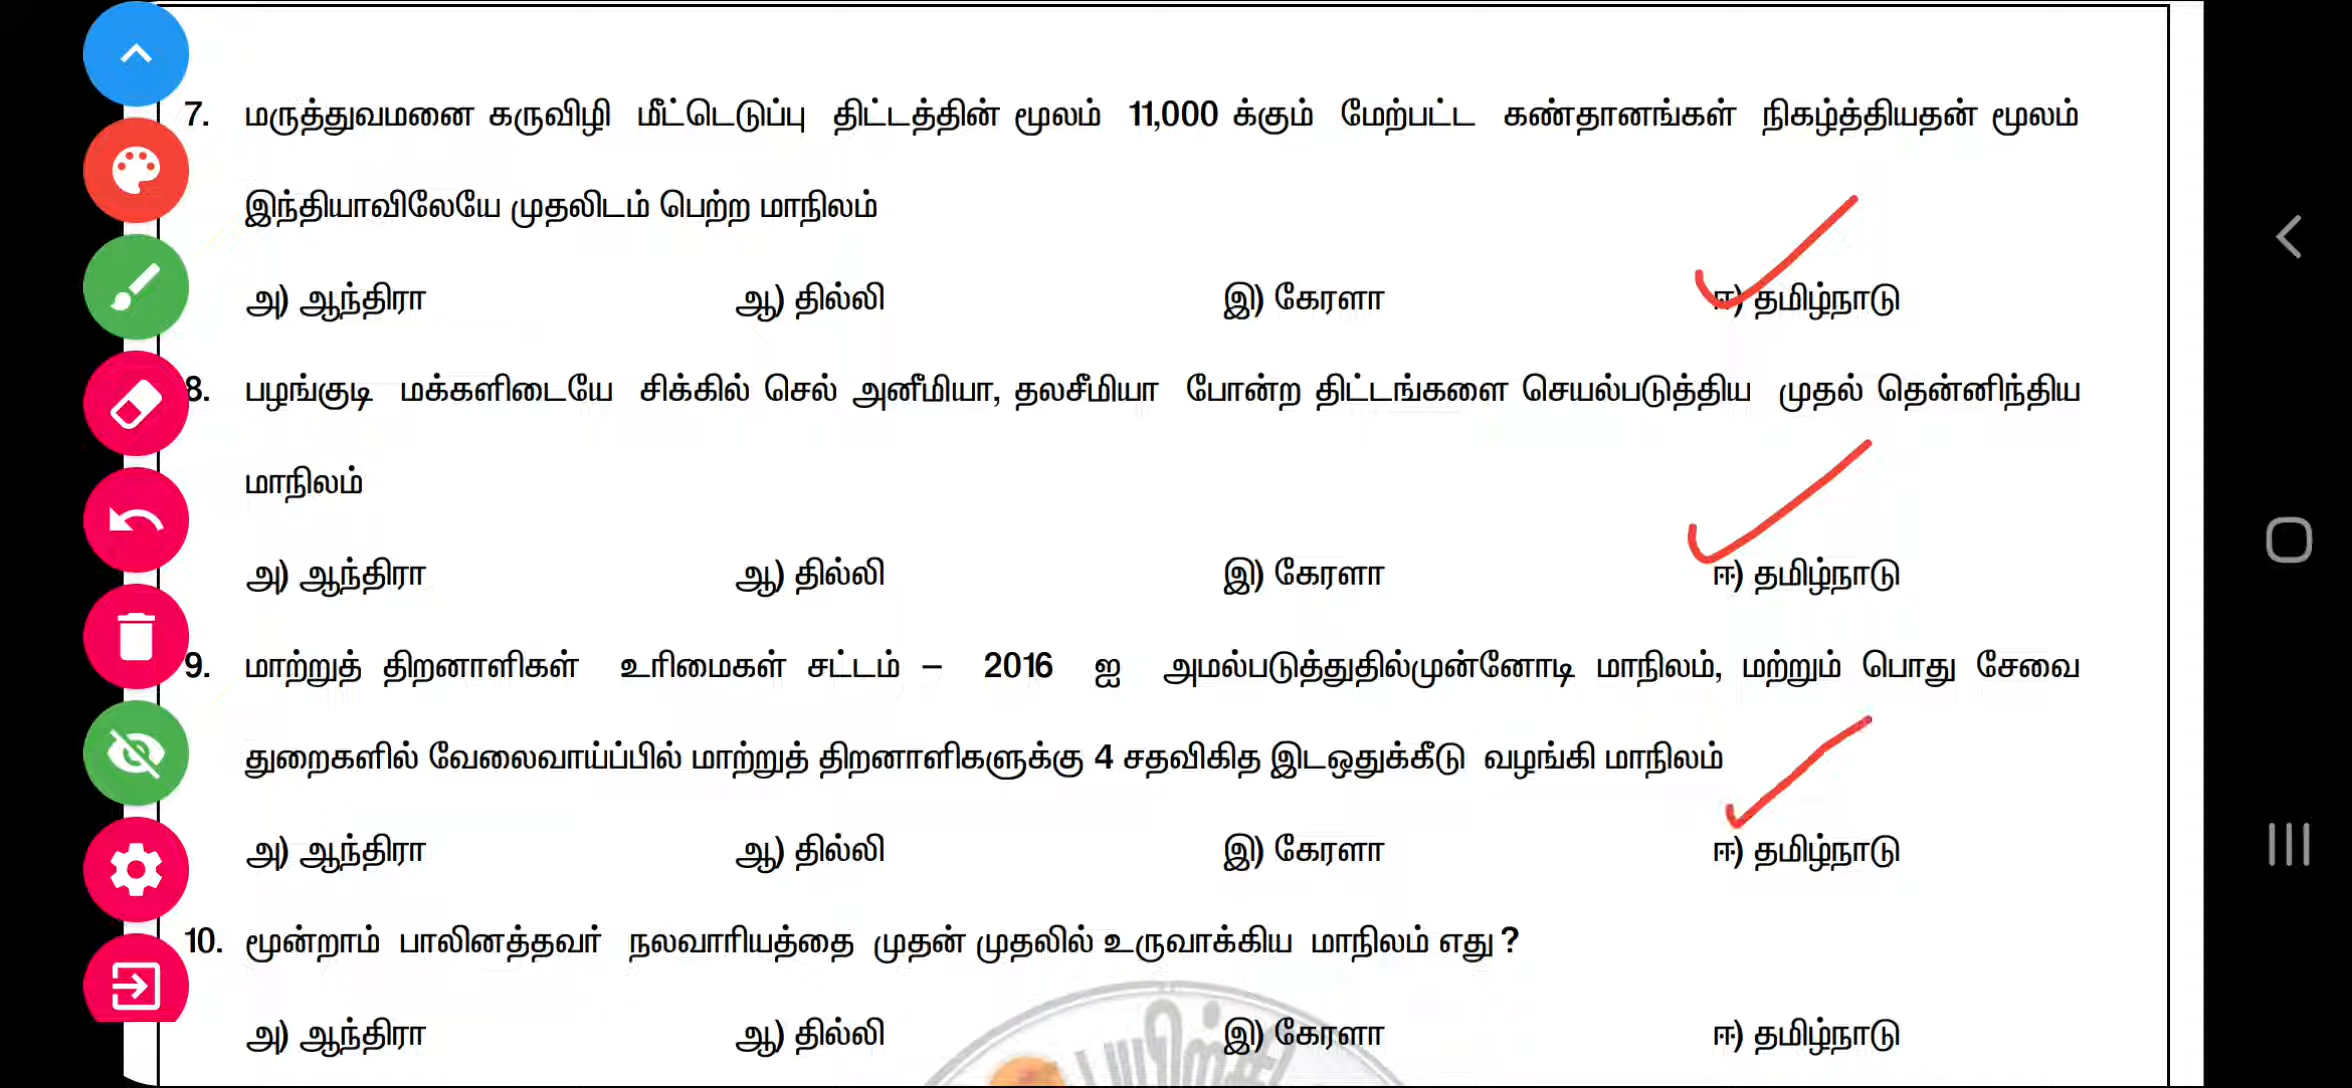 7. மருத்துவமனை கருவிழி மீட்டெடுப்பு திட்டத்தின் மூலம் 11,000 க்கும் மேற்பட்ட கண்தானங்கள் நிகழ்த்தியதன் மூலம்
இந்தியாவிலேயே முதலிடம் பெற்ற மாநிலம்
அ) ஆந்திரா ஆ) தில்லி இ) கேரளா ஈ) தமிழ்நாடு
8. பழங்குடி மக்களிடையே சிக்கில் செல் அனீமியா, தலசீமியா போன்ற திட்டங்களை செயல்படுத்திய முதல் தென்னிந்திய
மாநிலம்
அ) ஆந்திரா ஆ) தில்லி இ) கேரளா ஈ) தமிழ்நாடு
9. மாற்றுத் திறனாளிகள் உரிமைகள் சட்டம் – 2016 ஐ அமல்படுத்துதில்முன்னோடி மாநிலம், மற்றும் பொது சேவை
துறைகளில் வேலைவாய்ப்பில் மாற்றுத் திறனாளிகளுக்கு 4 சதவிகித இடஒதுக்கீடு வழங்கி மாநிலம்
அ) ஆந்திரா ஆ) தில்லி இ) கேரளா ஈ) தமிழ்நாடு
10. மூன்றாம் பாலினத்தவர் நலவாரியத்தை முதன் முதலில் உருவாக்கிய மாநிலம் எது ?
அ) ஆந்திரா ஆ) தில்லி இ) கேரளா ஈ) தமிழ்நாடு